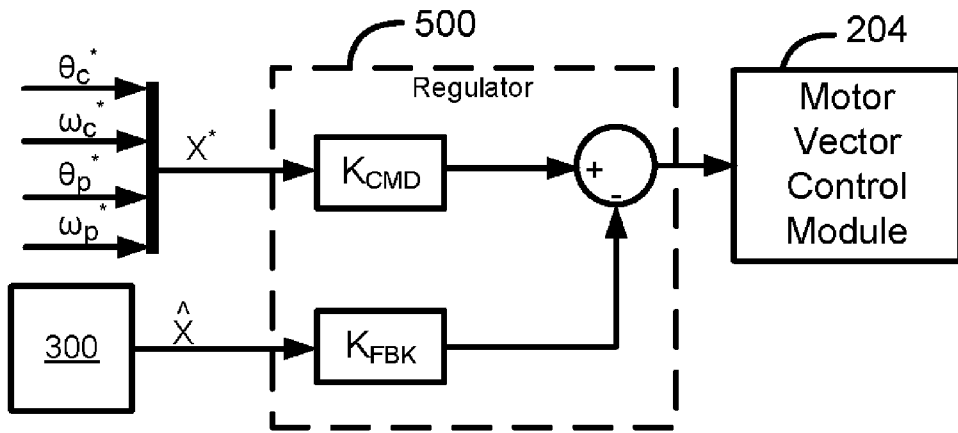 500
204
θc*
ωc*
θp*
ωp*
X*
Regulator
KCMD
+
-
Motor
Vector
Control
Module
300
X̂
KFBK